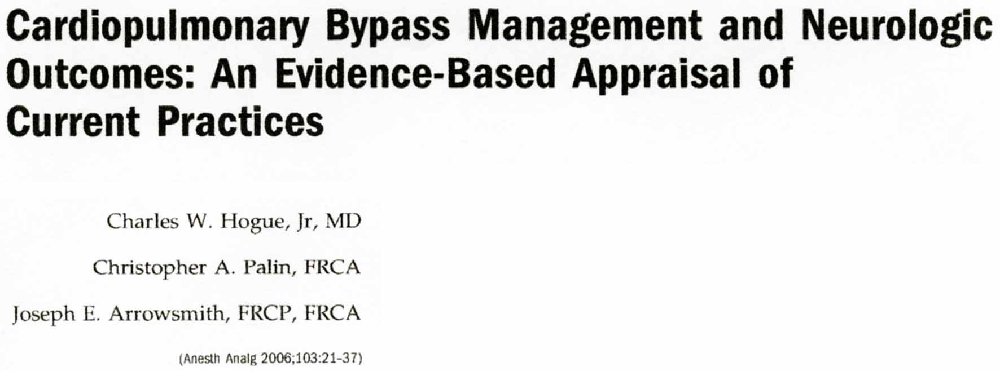 Cardiopulmonary Bypass Management and Neurologic
Outcomes: An Evidence-Based Appraisal of
Current Practices
Charles W. Hogue, Jr, MD
Christopher A. Palin, FRCA
Joseph E. Arrowsmith, FRCP, FRCA
(Anesth Analg 2006;103:21–37)